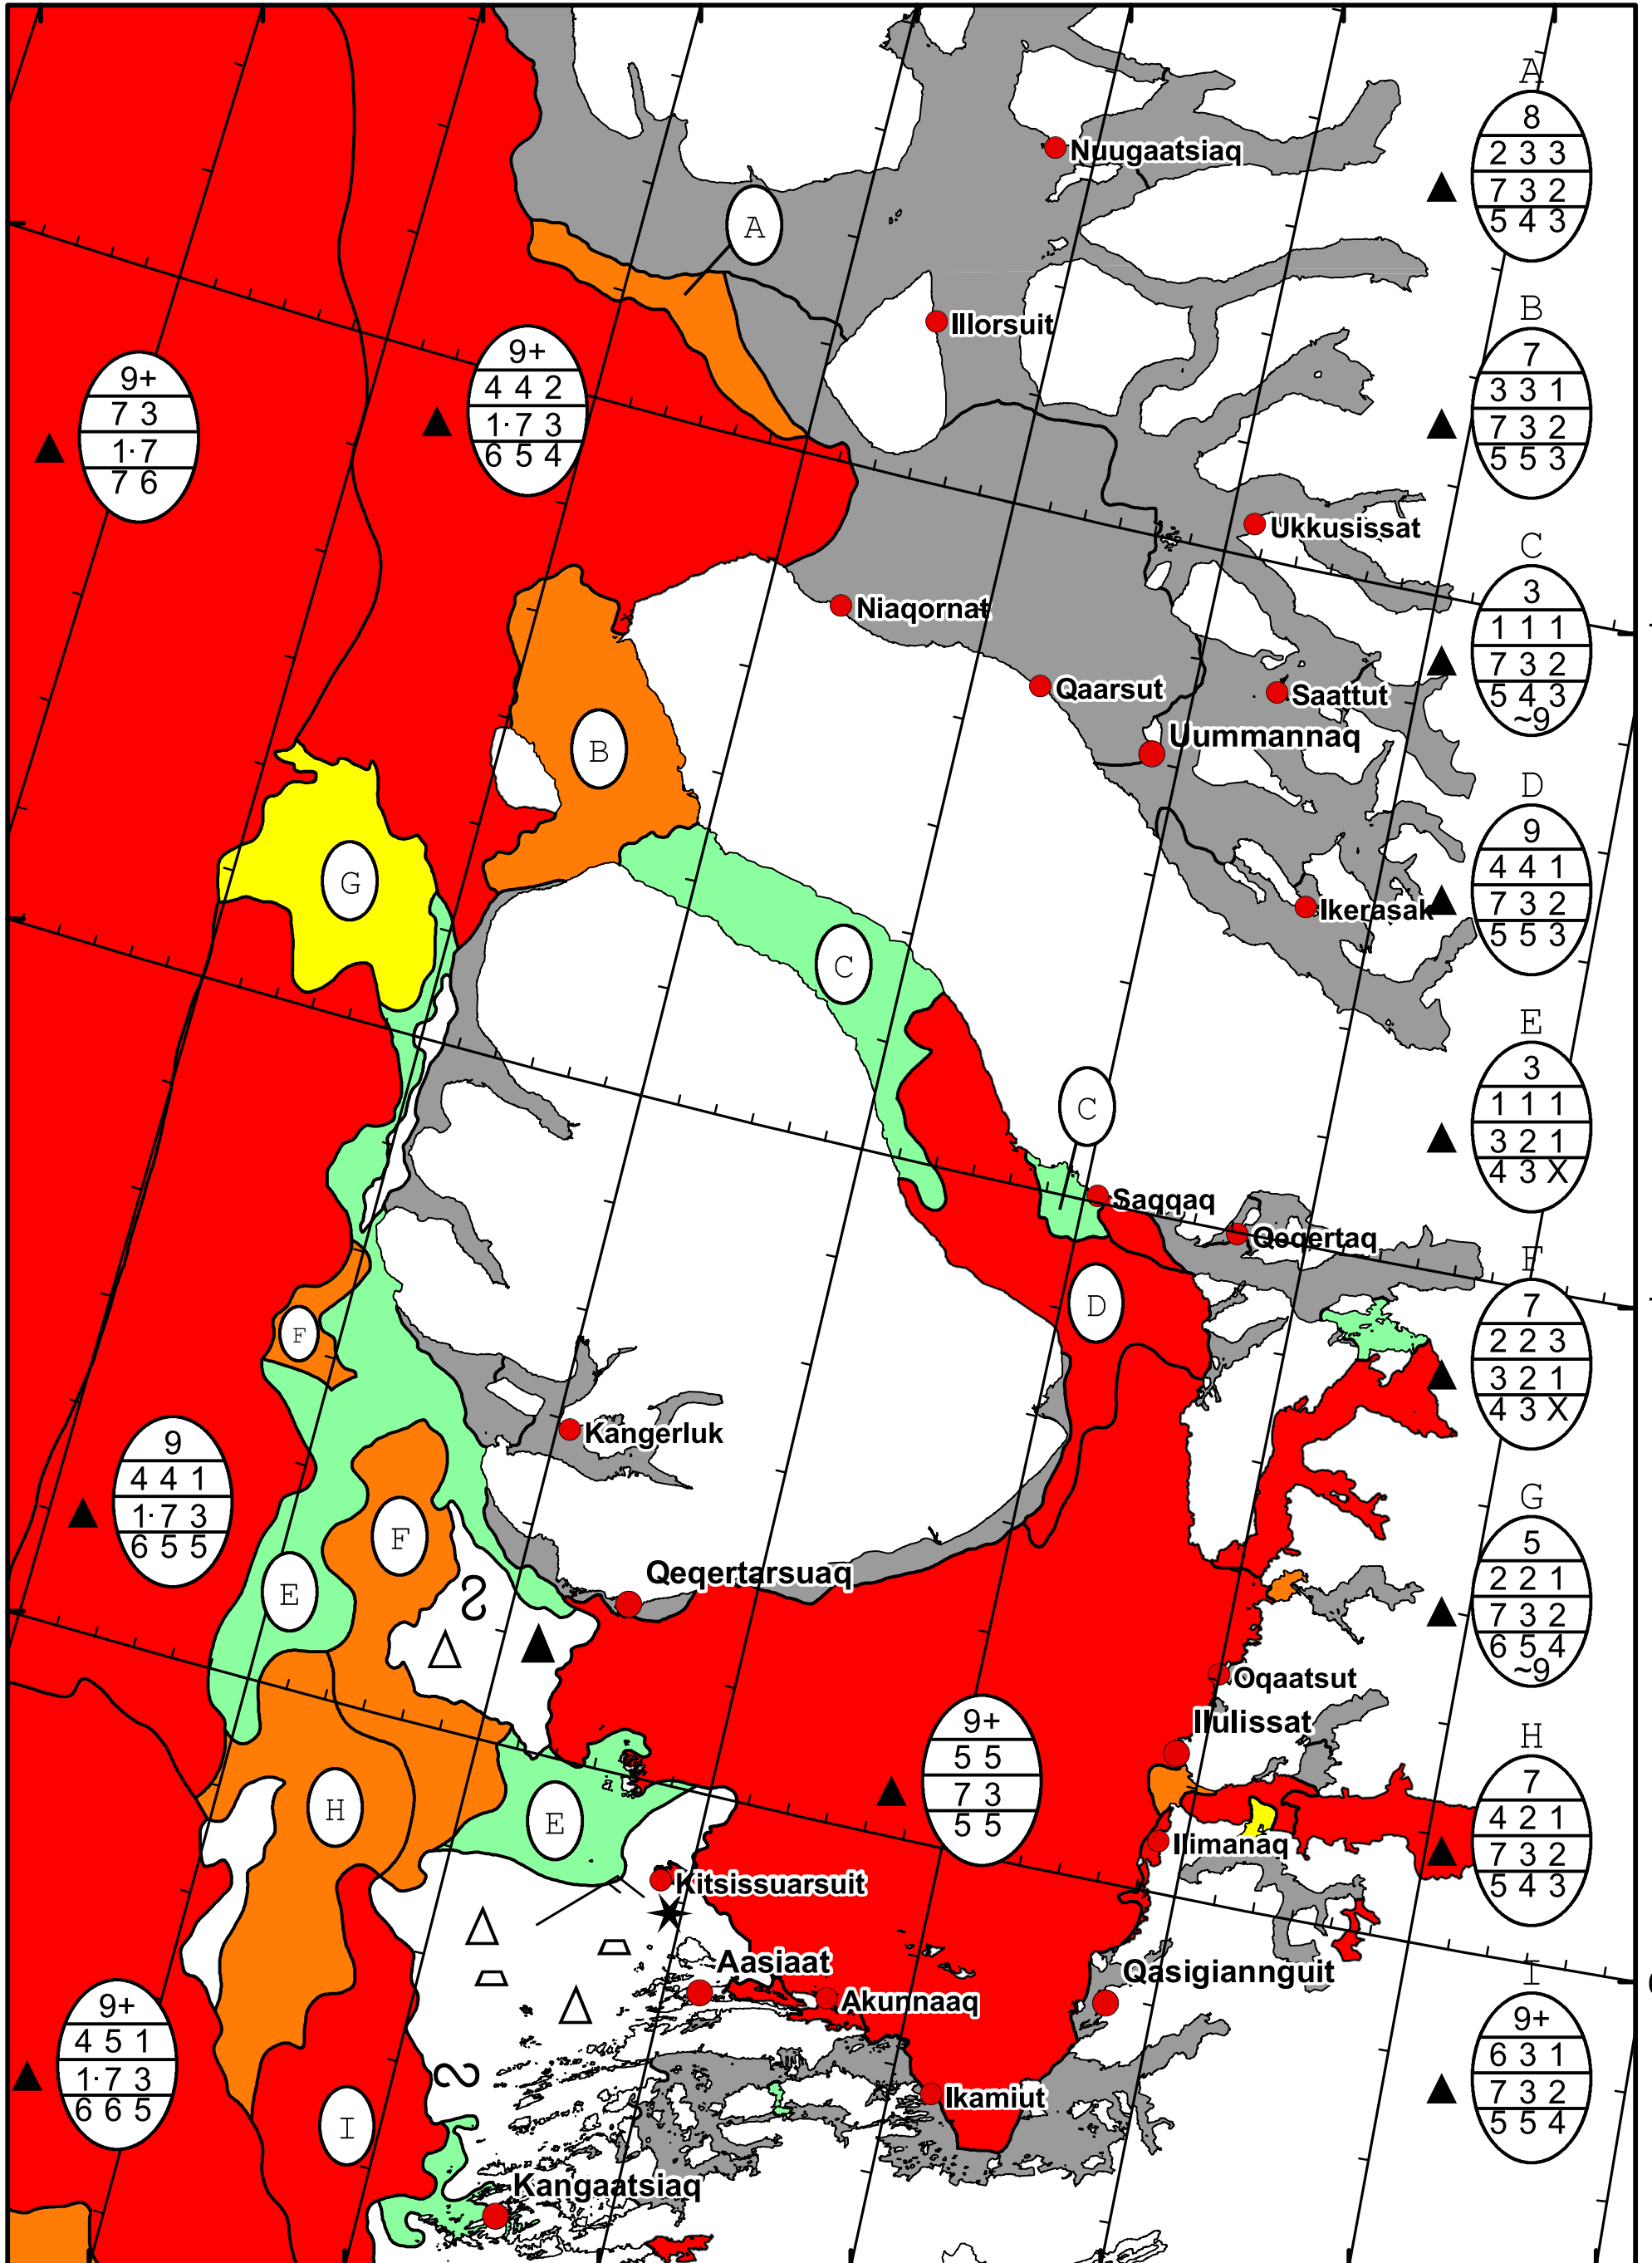 A
8
2 3 3
7 3 2
5 4 3
Nuugaatsiaq
A
Illorsuit
B
7
3 3 1
7 3 2
5 5 3
9+
4 4 2
1· 7 3
6 5 4
9+
7 3
1· 7
7 6
Ukkusissat
C
3
1 1 1
7 3 2
5 4 3
~9
Niaqornat
Qaarsut
Saattut
Uummannaq
B
D
9
4 4 1
7 3 2
5 5 3
G
Ikerasak
C
E
3
1 1 1
3 2 1
4 3 X
C
Saqqaq
Qeqertaq
F
7
2 2 3
3 2 1
4 3 X
D
F
Kangerluk
9
4 4 1
1· 7 3
6 5 5
G
5
2 2 1
7 3 2
6 5 4
~9
F
E
Qeqertarsuaq
Oqaatsut
Ilulissat
9+
5 5
7 3
5 5
H
7
4 2 1
7 3 2
5 4 3
H
E
Ilimanaq
Kitsissuarsuit
Aasiaat
Akunnaaq
Qasigiannguit
I
9+
6 3 1
7 3 2
5 5 4
9+
4 5 1
1· 7 3
6 6 5
Ikamiut
I
Kangaatsiaq